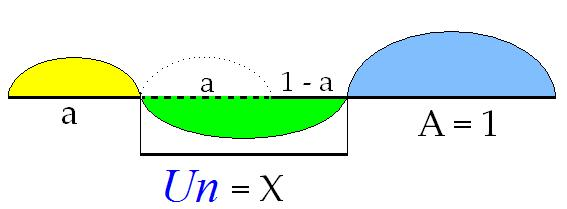 a 1 - a
a
A = 1
Un = X